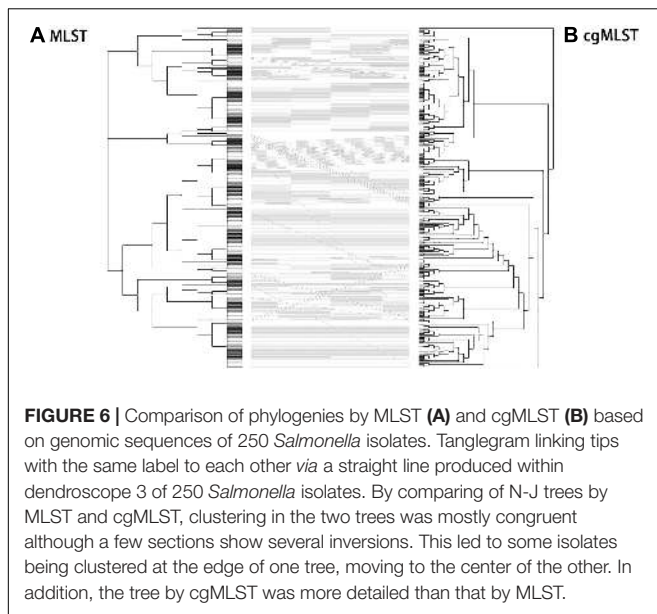 A MLST
B cgMLST
FIGURE 6 | Comparison of phylogenies by MLST (A) and cgMLST (B) based
on genomic sequences of 250 Salmonella isolates. Tanglegram linking tips
with the same label to each other via a straight line produced within
dendroscope 3 of 250 Salmonella isolates. By comparing of N-J trees by
MLST and cgMLST, clustering in the two trees was mostly congruent
although a few sections show several inversions. This led to some isolates
being clustered at the edge of one tree, moving to the center of the other. In
addition, the tree by cgMLST was more detailed than that by MLST.